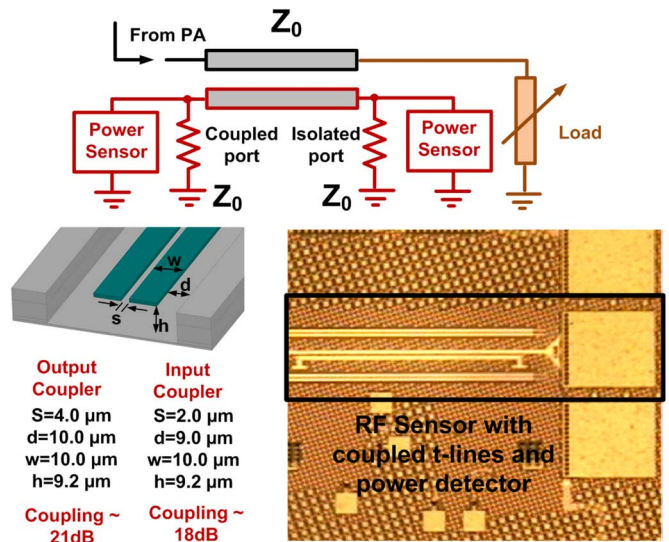 Z0
From PA
Power
Sensor
Coupled
port
Isolated
port
Power
Sensor
Load
Z0
Z0
w
d
s
h
Output
Coupler
S=4.0 µm
d=10.0 µm
w=10.0 µm
h=9.2 µm
Coupling ~
21dB
Input
Coupler
S=2.0 µm
d=9.0 µm
w=10.0 µm
h=9.2 µm
Coupling ~
18dB
RF Sensor with
coupled t-lines and
power detector